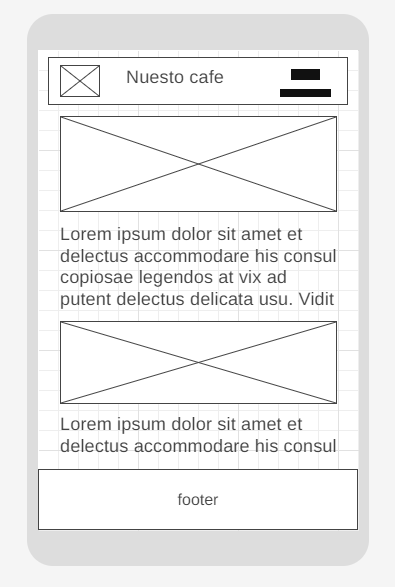 Nuesto cafe
Lorem ipsum dolor sit amet et
delectus accommodare his consul
copiosae legendos at vix ad
putent delectus delicata usu. Vidit
Lorem ipsum dolor sit amet et
delectus accommodare his consul
footer